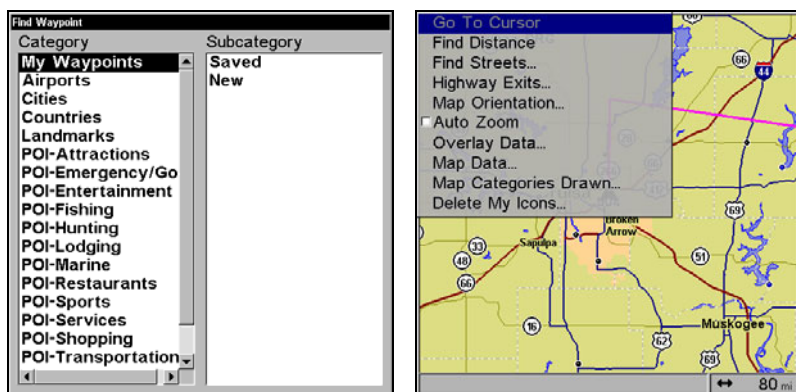 Find Waypoint
Category
My Waypoints
Airports
Cities
Countries
Landmarks
POI-Attractions
POI-Emergency/Go
POI-Entertainment
POI-Fishing
POI-Hunting
POI-Lodging
POI-Marine
POI-Restaurants
POI-Sports
POI-Services
POI-Shopping
POI-Transportation
Subcategory
Saved
New
Go To Cursor
Find Distance
Find Streets...
Highway Exits...
Map Orientation...
Auto Zoom
Overlay Data...
Map Data...
Map Categories Drawn...
Delete My Icons...
66
44
69
Broken
Arrow
Sapulpa
33
48
66
51
16
Muskogee
62
69
80 mi